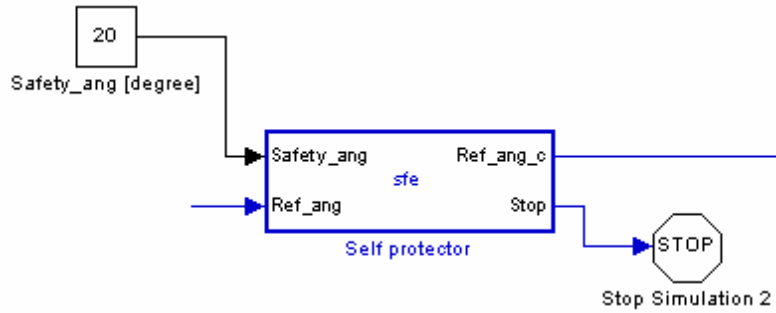 20
Safety_ang [degree]
Safety_ang
Ref_ang_c
sfe
Ref_ang
Stop
Self protector
STOP
Stop Simulation 2